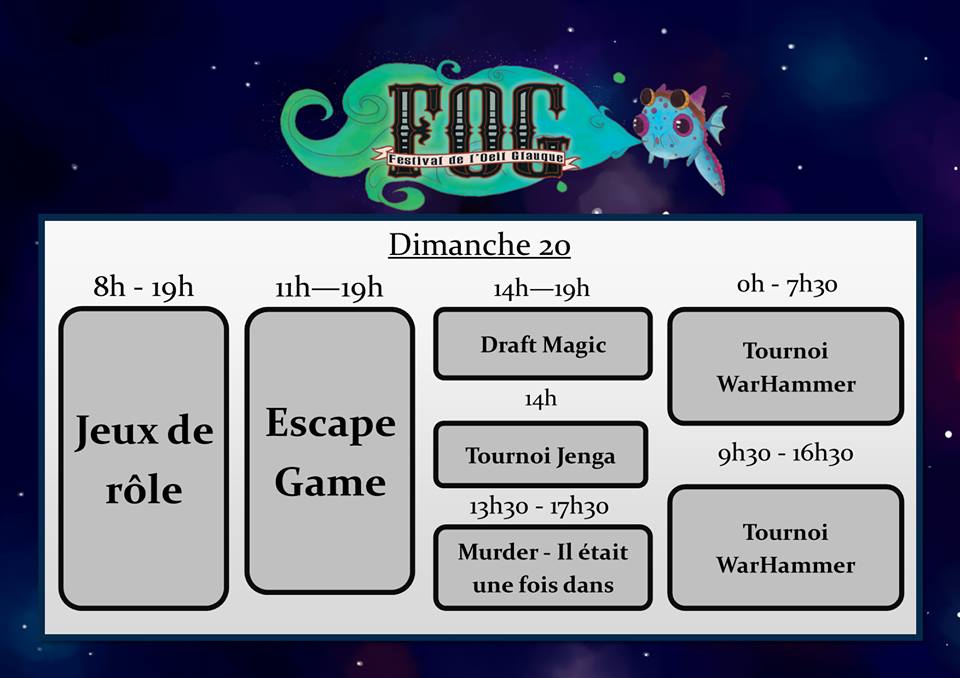 FOG
Festival de l'Oeil Glauque
Dimanche 20
8h - 19h
Jeux de
rôle
11h—19h
Escape
Game
14h—19h
Draft Magic
14h
Tournoi Jenga
13h30 - 17h30
Murder - Il était
une fois dans
0h - 7h30
Tournoi
WarHammer
9h30 - 16h30
Tournoi
WarHammer